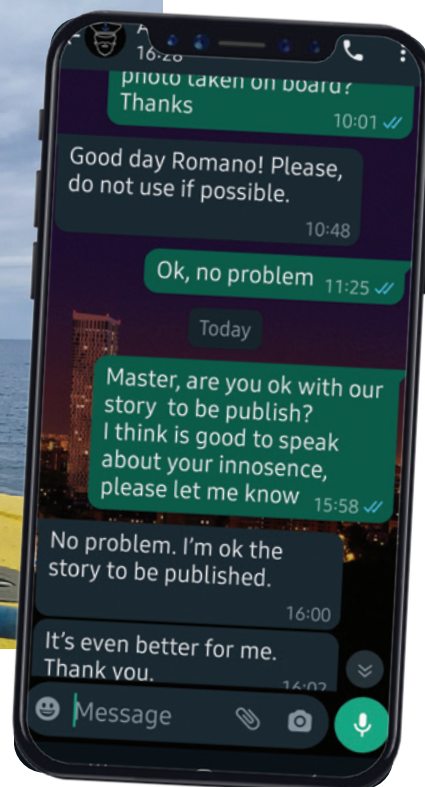 16:28
photo taken on board?
Thanks
10:01
Good day Romano! Please,
do not use if possible.
10:48
Ok, no problem 11:25
Today
Master, are you ok with our
story to be publish?
I think is good to speak
about your innosence,
please let me know 15:58
No problem. I'm ok the
story to be published.
16:00
It's even better for me.
Thank you.
16:02
Message